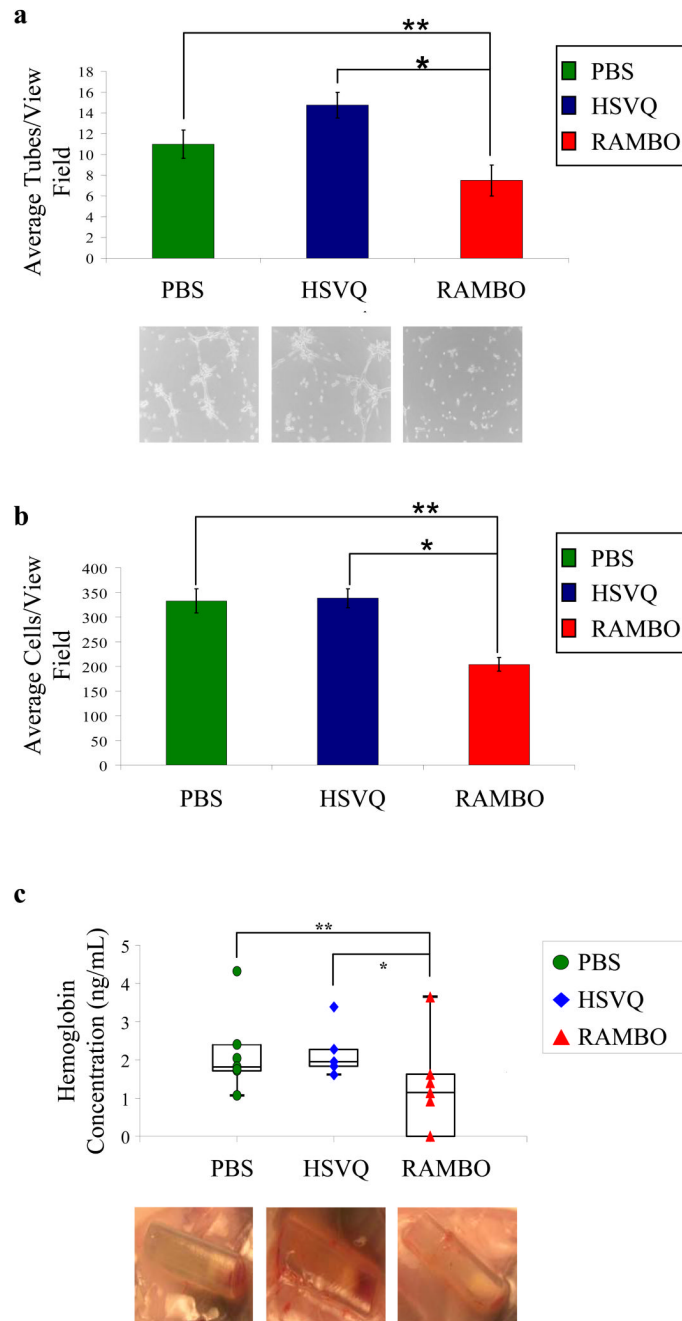 a
**
*
Average Tubes/View
Field
18
16
14
12
10
8
6
4
2
0
PBS
HSVQ
RAMBO
PBS
HSVQ
RAMBO
b
**
*
Average Cells/View
Field
400
350
300
250
200
150
100
50
0
PBS
HSVQ
RAMBO
PBS
HSVQ
RAMBO
c
**
*
Hemoglobin
Concentration (ng/mL)
5
4
3
2
1
0
PBS
HSVQ
RAMBO
PBS
HSVQ
RAMBO